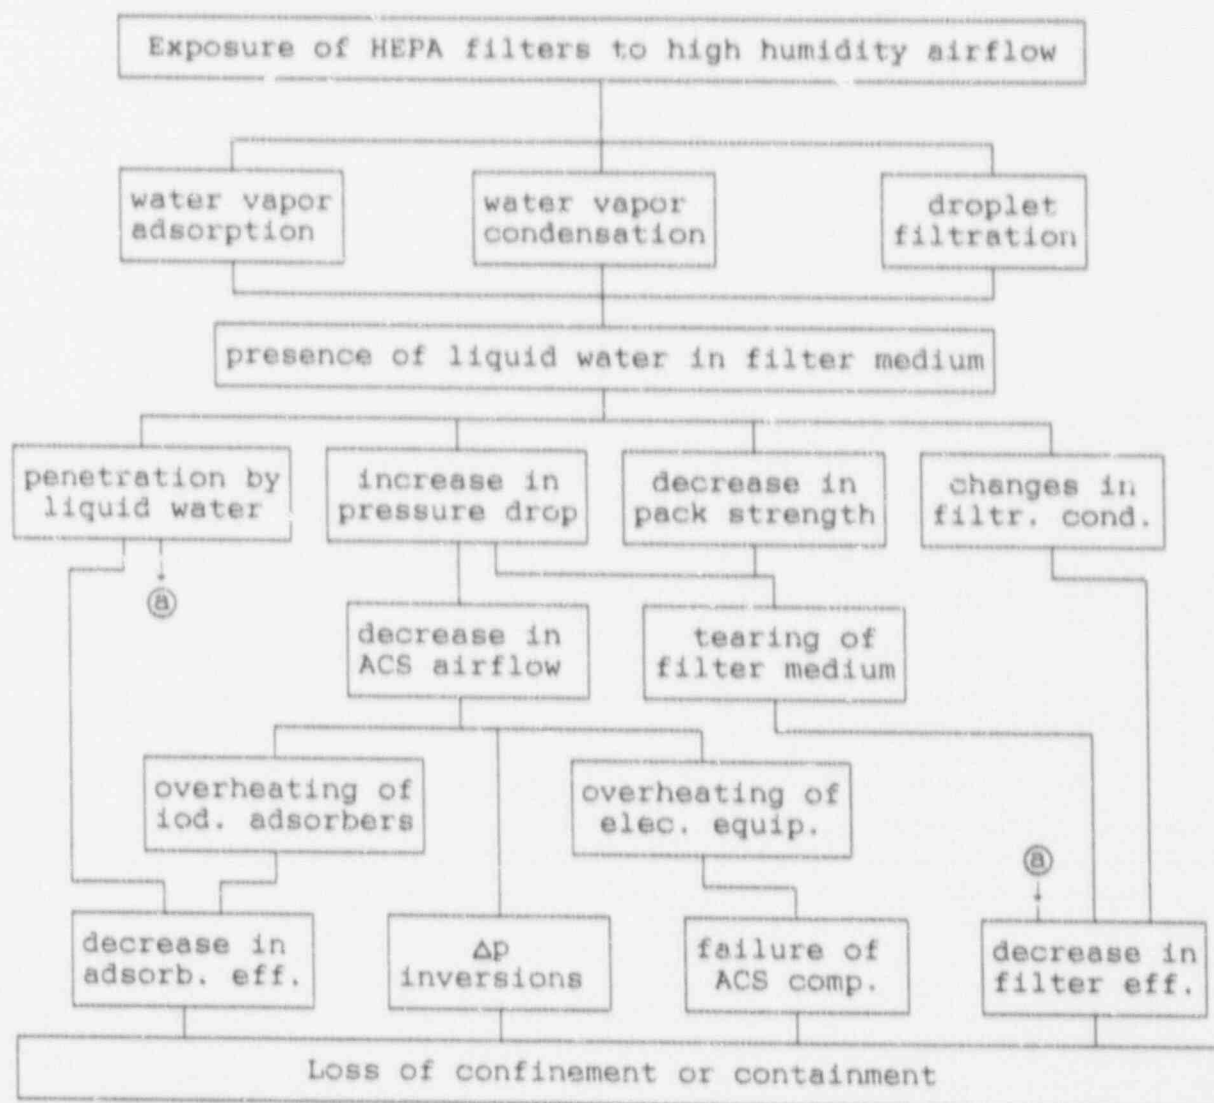 Exposure of HEPA filters to high humidity airflow
water vapor
adsorption
water vapor
condensation
droplet
filtration
presence of liquid water in filter medium
penetration by
liquid water
increase in
pressure drop
decrease in
pack strength
changes in
filtr. cond.
ⓐ
decrease in
ACS airflow
tearing of
filter medium
overheating of
iod. adsorbers
overheating of
elec. equip.
ⓐ
decrease in
adsorb. eff.
Δp
inversions
failure of
ACS comp.
decrease in
filter eff.
Loss of confinement or containment